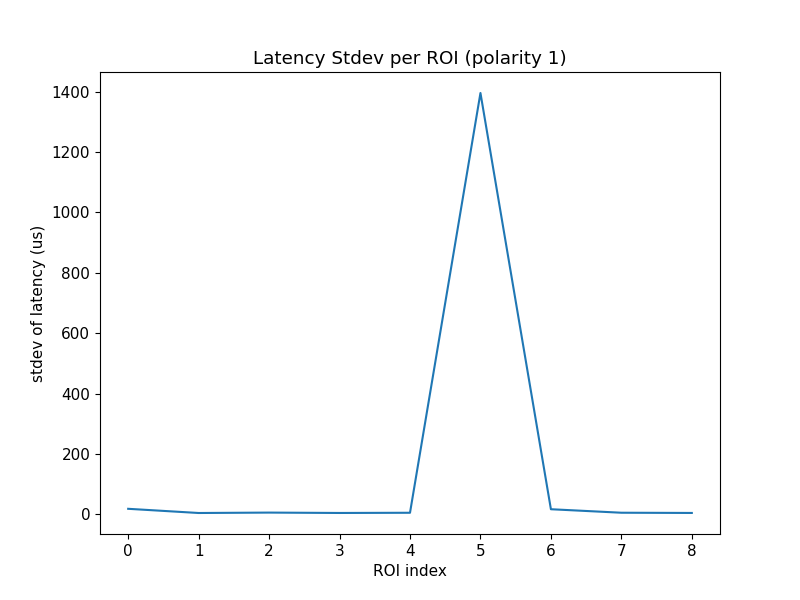 Latency Stdev per ROI (polarity 1)
1400
1200
1000
800
600
400
200
0
stdev of latency (us)
0 1 2 3 4 5 6 7 8
ROI index